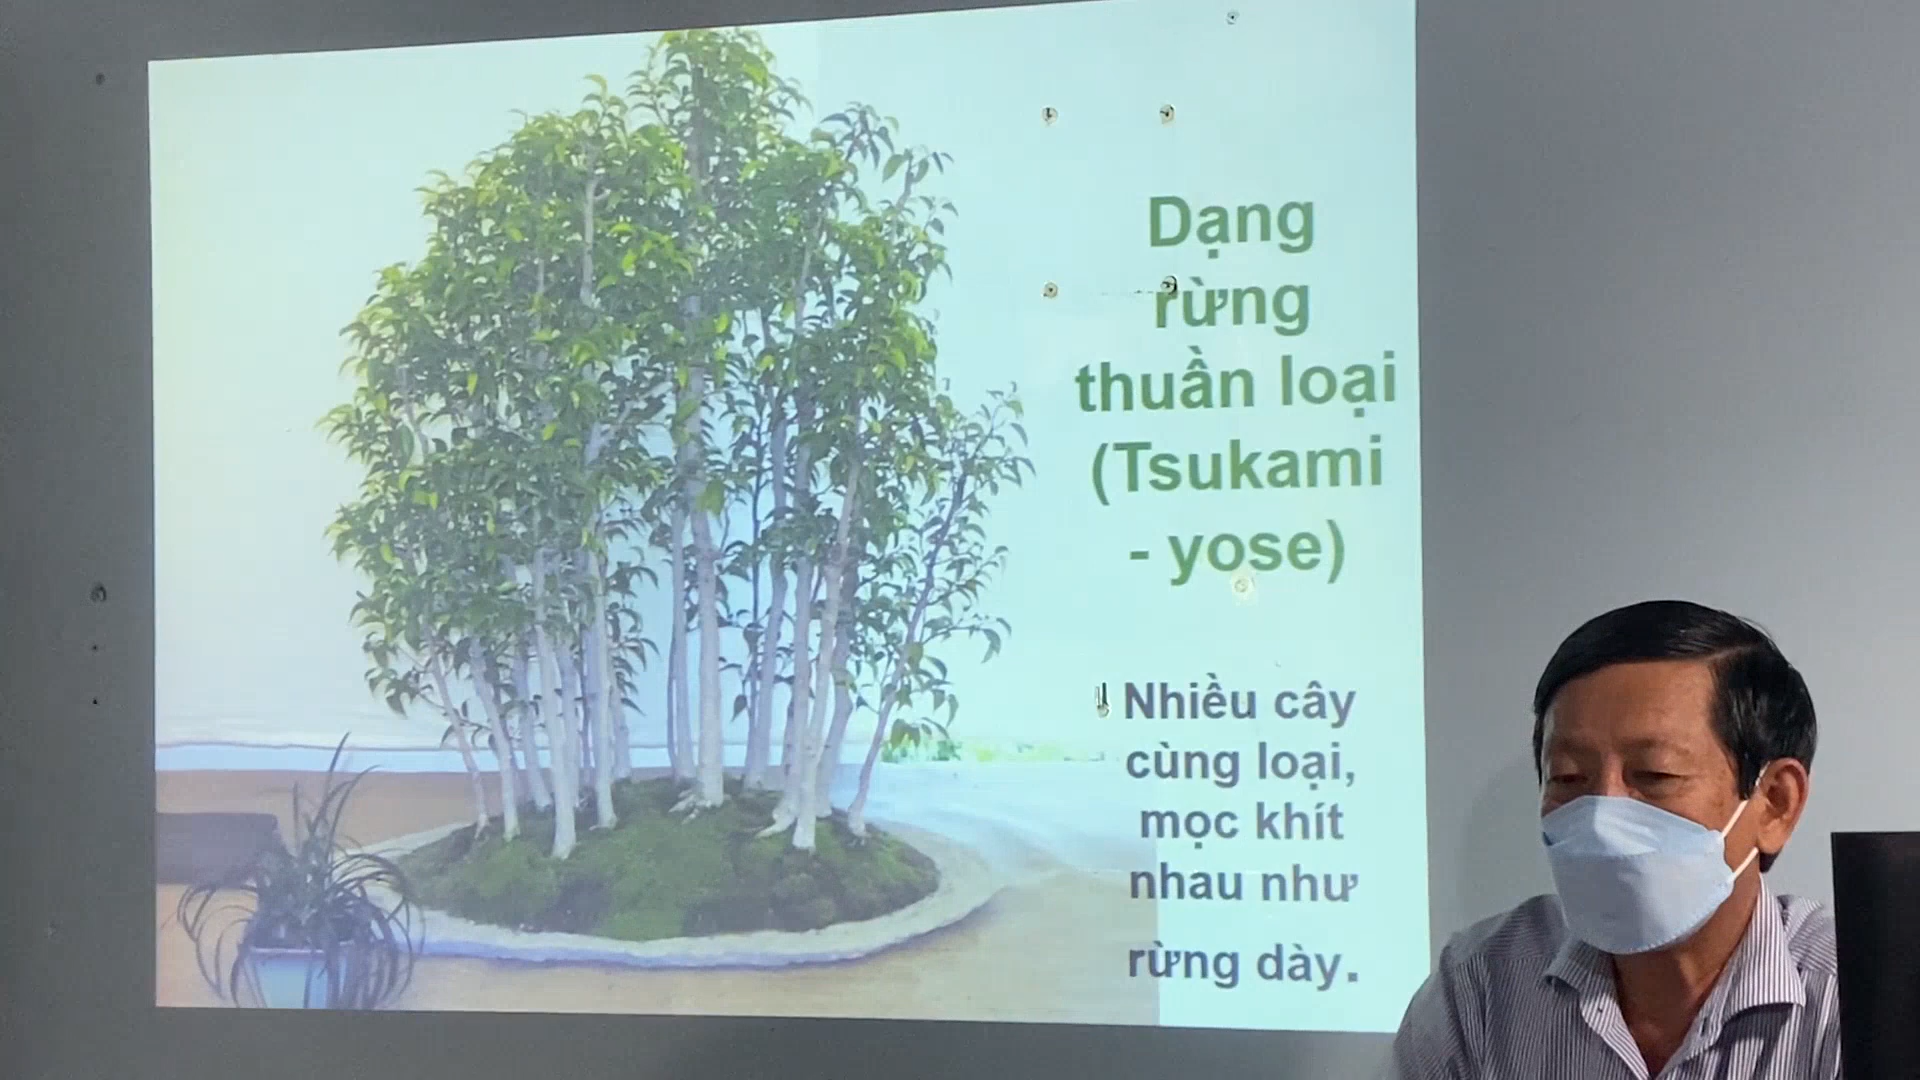 Dạng
rừng
thuần loại
(Tsukami
- yose)
Nhiều cây
cùng loại,
mọc khít
nhau như
rừng dày.